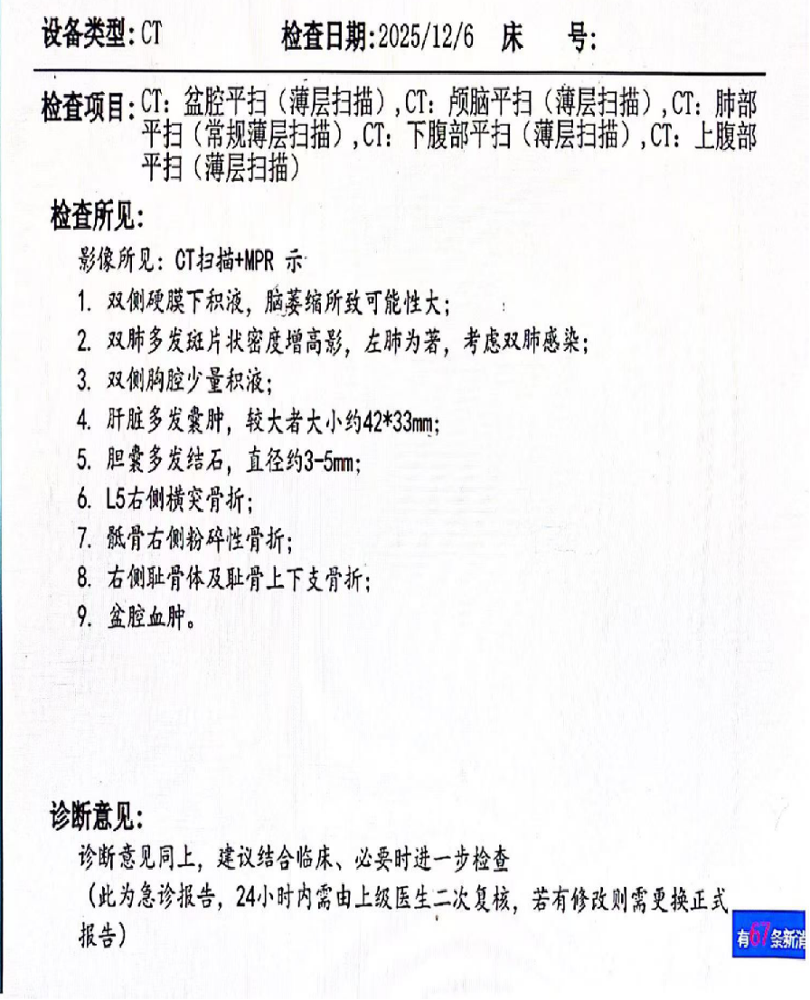 设备类型:CT 检查日期:2025/12/6 床 号:
检查项目:CT: 盆腔平扫(薄层扫描),CT: 颅脑平扫(薄层扫描),CT: 肺部
平扫(常规薄层扫描),CT: 下腹部平扫(薄层扫描),CT: 上腹部
平扫(薄层扫描)
检查所见:
影像所见: CT扫描+MPR 示
1. 双侧硬膜下积液, 脑萎缩所致可能性大;
2. 双肺多发斑片状密度增高影, 左肺为著, 考虑双肺感染;
3. 双侧胸腔少量积液;
4. 肝脏多发囊肿, 较大者大小约42*33mm;
5. 胆囊多发结石, 直径约3-5mm;
6. L5右侧横突骨折;
7. 骶骨右侧粉碎性骨折;
8. 右侧耻骨体及耻骨上下支骨折;
9. 盆腔血肿。
诊断意见:
诊断意见同上, 建议结合临床、必要时进一步检查
(此为急诊报告, 24小时内需由上级医生二次复核, 若有修改则需更换正式
报告)
有67条新消